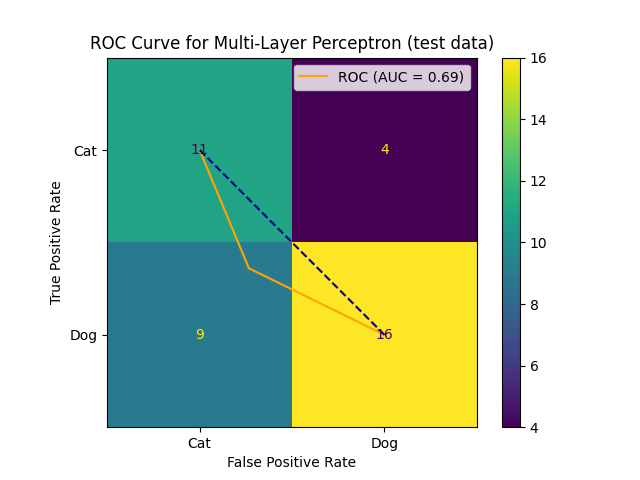 ROC Curve for Multi-Layer Perceptron (test data)
ROC (AUC = 0.69)
True Positive Rate
Cat
Dog
11
4
9
16
Cat
Dog
False Positive Rate
16
14
12
10
8
6
4